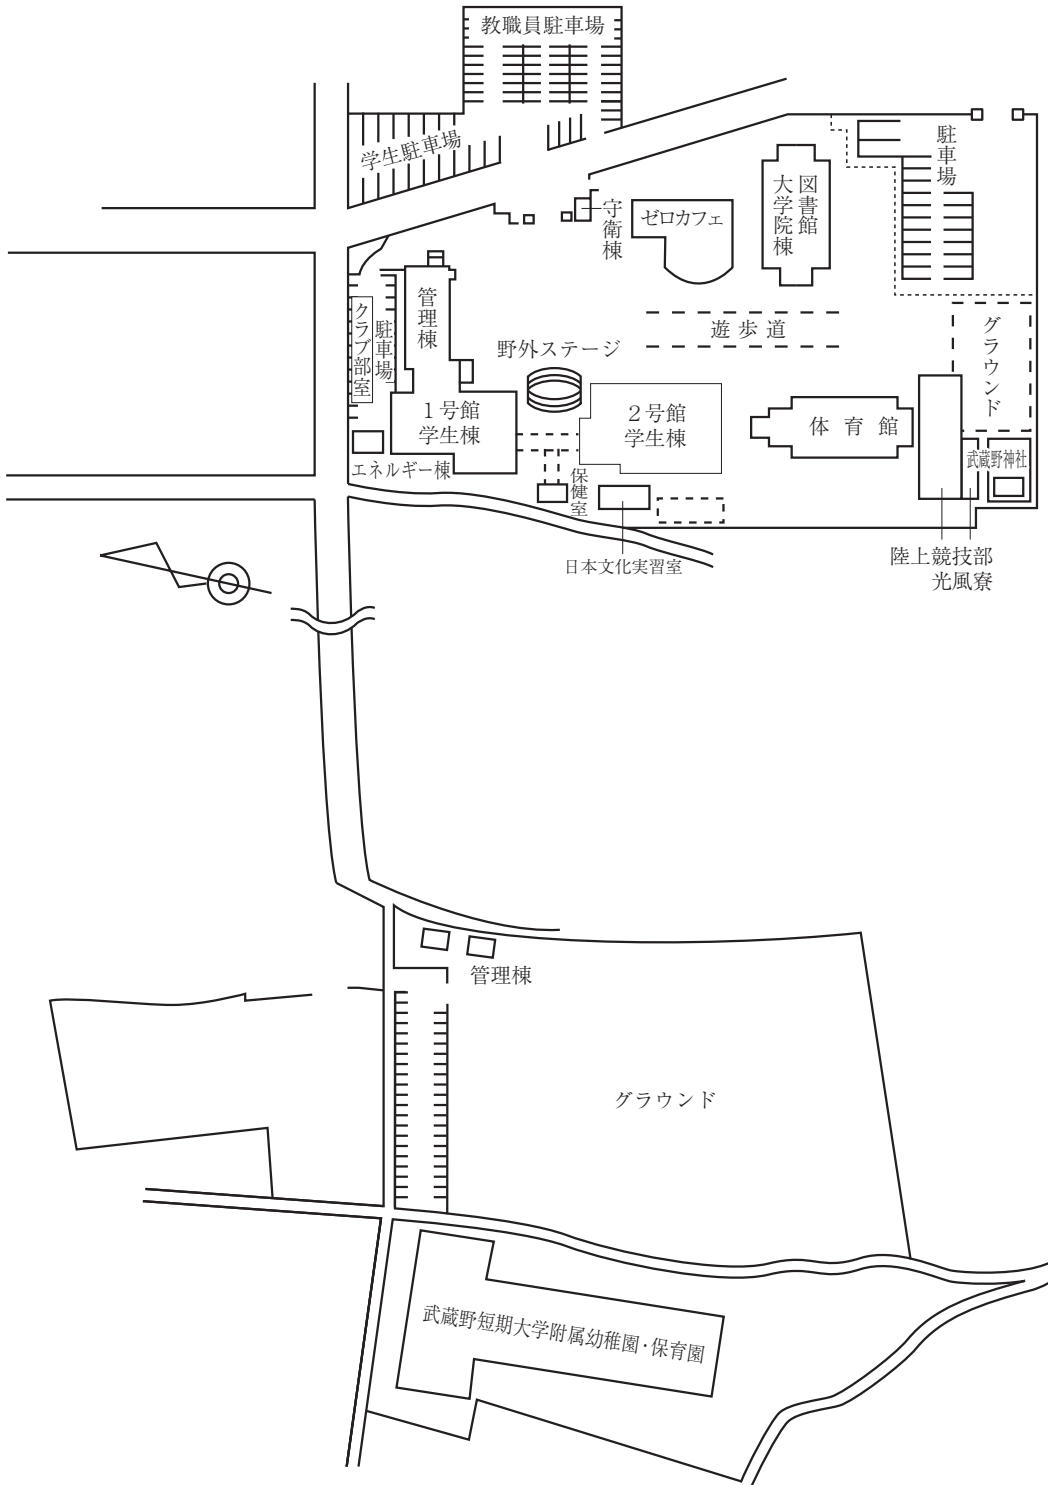 教職員駐車場
学生駐車場
駐車場
図書館
大学院棟
守衛棟
ゼロカフェ
管理棟
駐車場
クラブ部室
遊歩道
グラウンド
野外ステージ
1号館
学生棟
2号館
学生棟
体育館
武蔵野神社
エネルギー棟
保健室
日本文化実習室
陸上競技部
光風寮
管理棟
グラウンド
武蔵野短期大学附属幼稚園・保育園